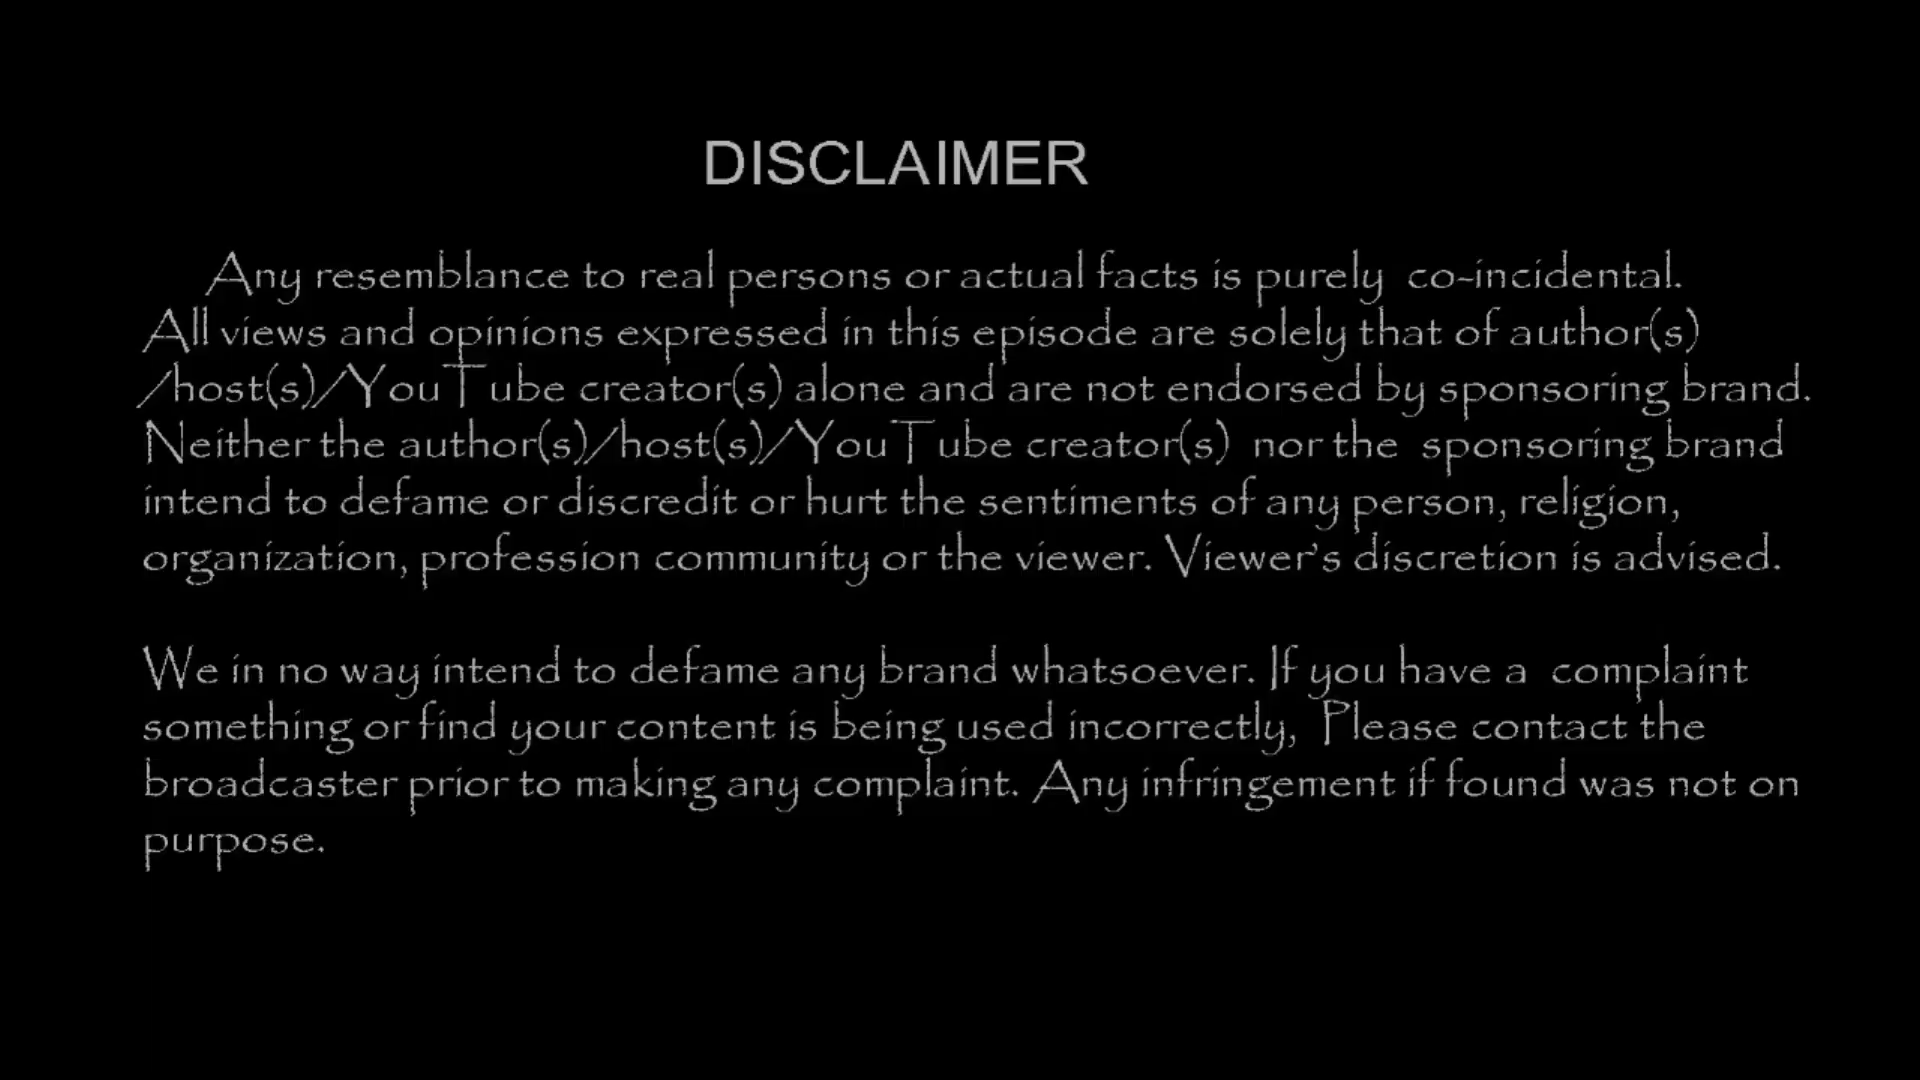 DISCLAIMER
Any resemblance to real persons or actual facts is purely co-incidental.
All views and opinions expressed in this episode are solely that of author(s)
/host(s)/YouTube creator(s) alone and are not endorsed by sponsoring brand.
Neither the author(s)/host(s)/YouTube creator(s) nor the sponsoring brand
intend to defame or discredit or hurt the sentiments of any person, religion,
organization, profession community or the viewer. Viewer's discretion is advised.
We in no way intend to defame any brand whatsoever. If you have a complaint
something or find your content is being used incorrectly, Please contact the
broadcaster prior to making any complaint. Any infringement if found was not on
purpose.